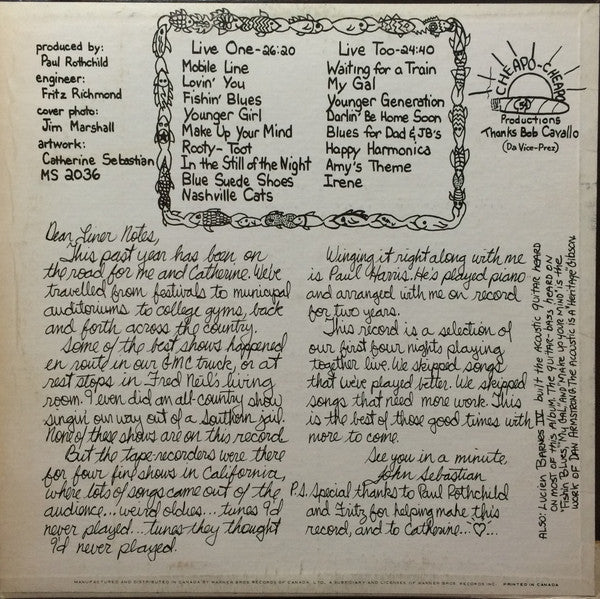 produced by:
Paul Rothchild
engineer:
Fritz Richmond
cover photo:
Jim Marshall
artwork:
Catherine Sebastian
MS 2036
Live One-26:20
Mobile Line
Lovin' You
Fishin' Blues
Younger Girl
Make Up Your Mind
Rooty-Toot
In the Still of the Night
Blue Suede Shoes
Nashville Cats
Live Too-24:40
Waiting for a Train
My Gal
Younger Generation
Darlin' Be Home Soon
Blues for Dad & JB's
Happy Harmonica
Amy's Theme
Irene
CHEAPO-CHEAPO
Productions
Thanks Bob Cavallo
(Da Vice-Prez)
Dear Liner Notes,
This past year has been on
the road for me and Catherine. We've
travelled from festivals to municipal
auditoriums to college gyms, back
and forth across the country.
Some of the best shows happened
en route in our GMC truck, or at
rest stops in Fred Neil's living
room. I even did an all-country show
singin' our way out of a Southern jail.
None of these shows are on this record.
But the tape recorders were there
for four fine shows in California,
where lots of songs came out of the
audience... weird oldies... tunes I'd
never played... tunes they thought
I'd never played.
Winging it right along with me
is Paul Harris. He's played piano
and arranged with me on record
for two years.
This record is a selection of
our first four nights playing
together live. We skipped songs
that we've played better. We skipped
songs that need more work. This
is the best of those good times with
more to come.
See you in a minute,
John Sebastian
P.S. Special thanks to Paul Rothchild
and Fritz for helping make this
record, and to Catherine...♡...
ALSO: LUCIEN BARNES IV built the ACOUSTIC guitar HEARD
ON MOST OF this ALBUM. THE guitar-BASS HEARD ON
"Fishin' BLUES," "My GAL" AND "MAKE UP YOUR MIND" is the
WORK OF DAN ARMSTRONG. THE ACOUSTIC is A "HERITAGE" GIBSON.
MANUFACTURED AND DISTRIBUTED IN CANADA BY WARNER BROS RECORDS OF CANADA, LTD., A SUBSIDIARY AND LICENSEE OF WARNER BROS RECORDS INC. PRINTED IN CANADA